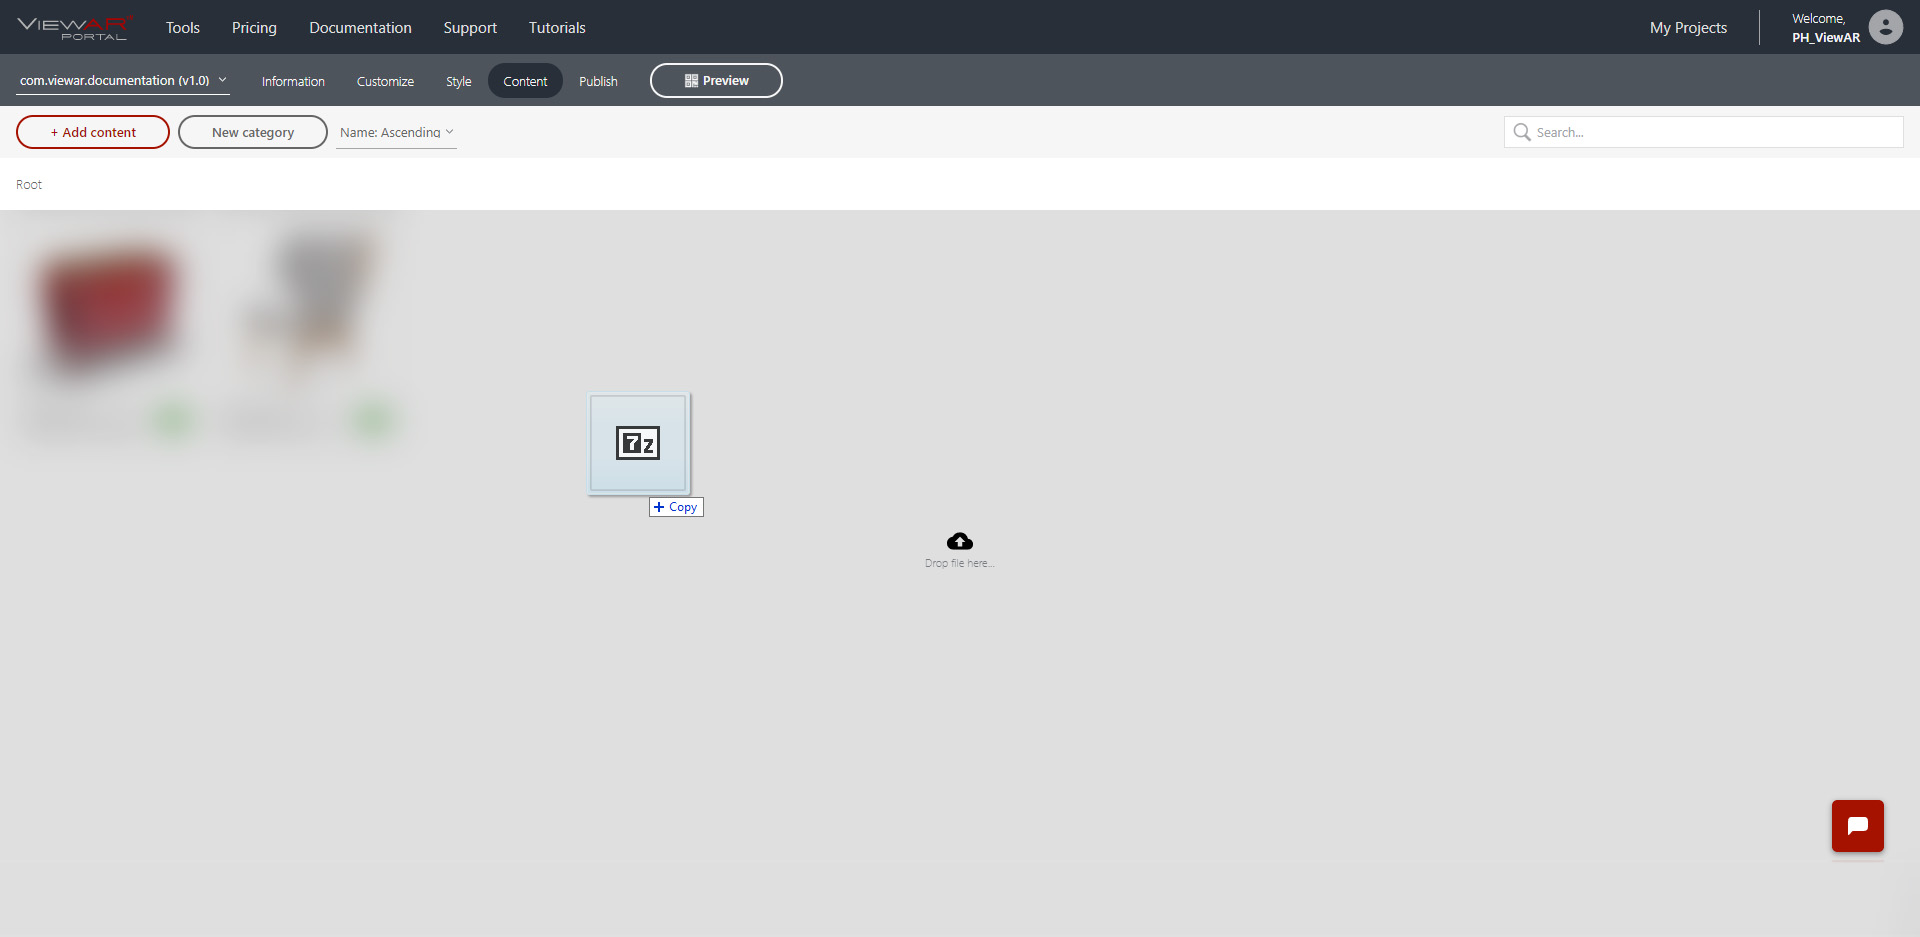 VIEWAR PORTAL
Tools Pricing Documentation Support Tutorials My Projects Welcome, PH_ViewAR
com.viewar.documentation (v1.0) Information Customize Style Content Publish Preview
+ Add content New category Name: Ascending Search...
Root
7z
+ Copy
Drop file here...